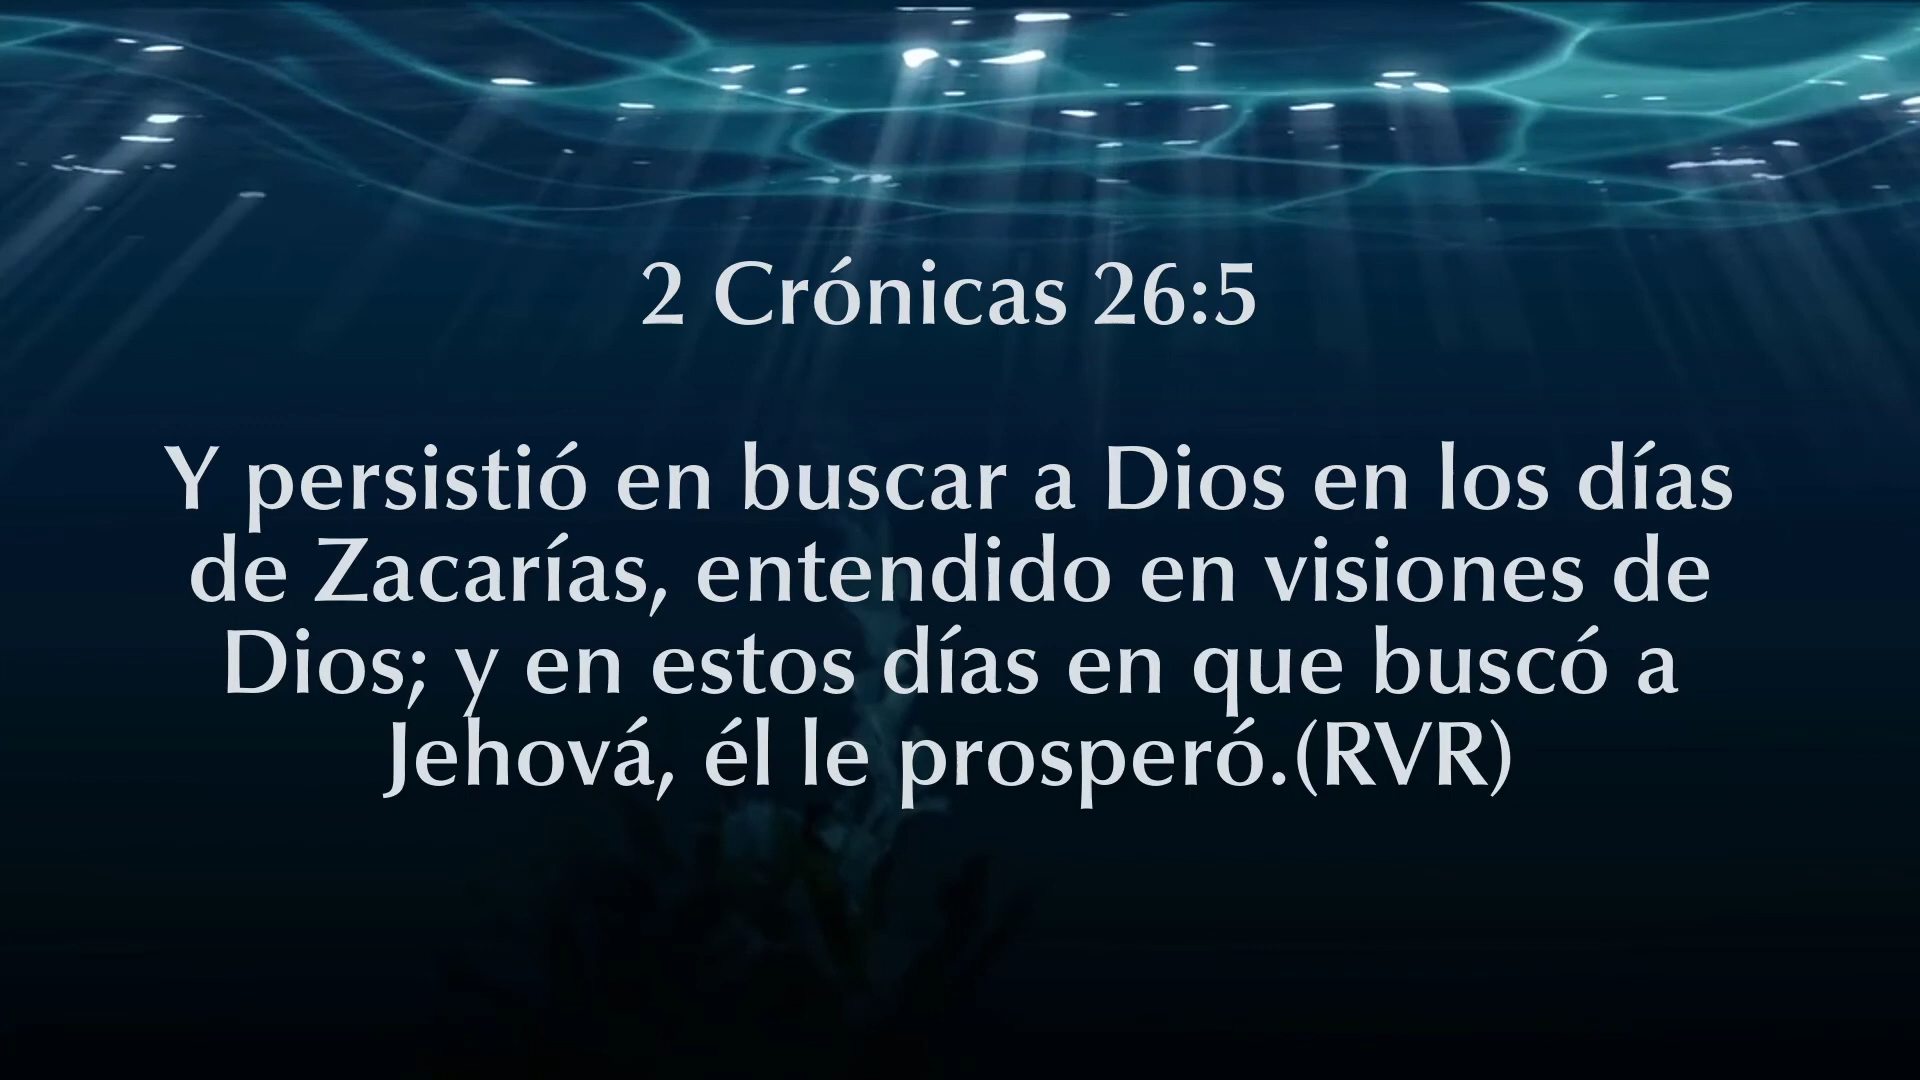 2 Crónicas 26:5
Y persistió en buscar a Dios en los días
de Zacarías, entendido en visiones de
Dios; y en estos días en que buscó a
Jehová, él le prosperó.(RVR)